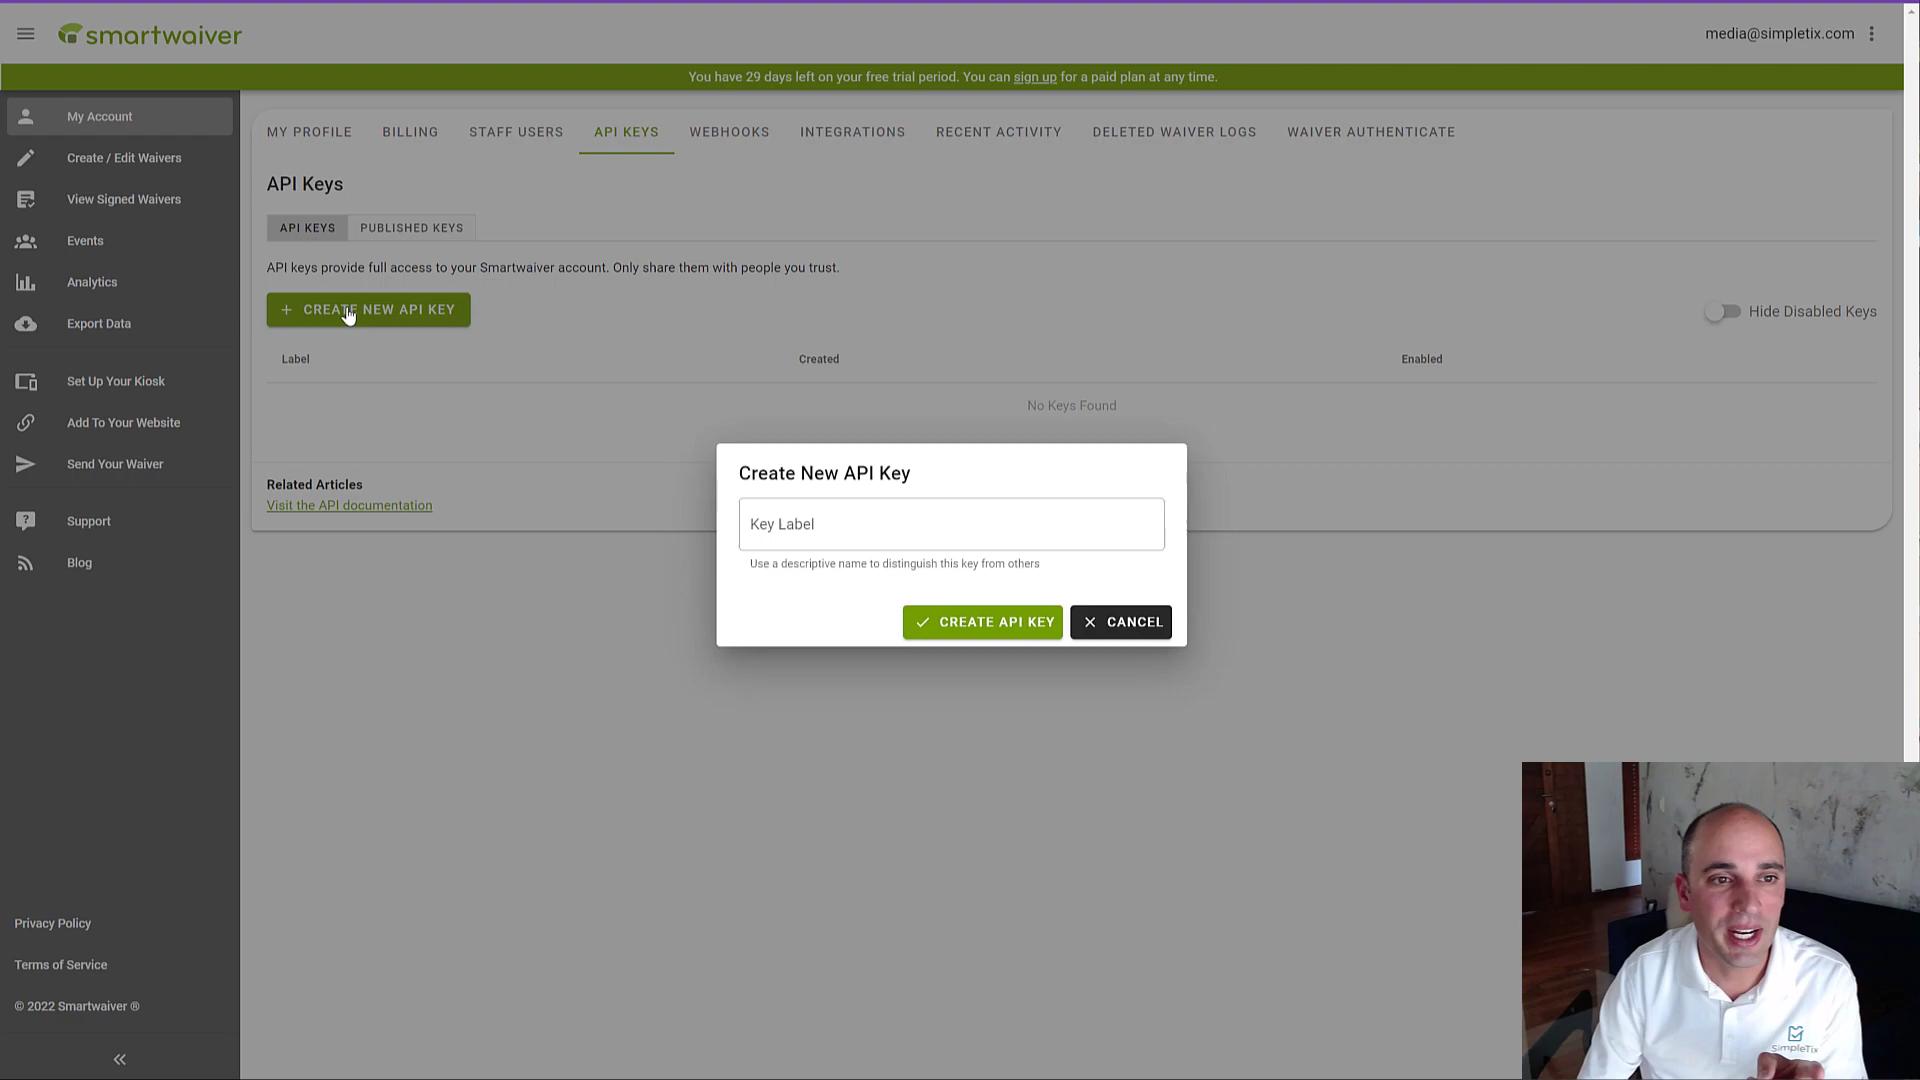 smartwaiver
media@simpletix.com
You have 29 days left on your free trial period. You can sign up for a paid plan at any time.
My Account
Create / Edit Waivers
View Signed Waivers
Events
Analytics
Export Data
Set Up Your Kiosk
Add To Your Website
Send Your Waiver
Support
Blog
Privacy Policy
Terms of Service
© 2022 Smartwaiver ®
MY PROFILE BILLING STAFF USERS API KEYS WEBHOOKS INTEGRATIONS RECENT ACTIVITY DELETED WAIVER LOGS WAIVER AUTHENTICATE
API Keys
API KEYS PUBLISHED KEYS
API keys provide full access to your Smartwaiver account. Only share them with people you trust.
+ CREATE NEW API KEY
Hide Disabled Keys
Label Created Enabled
No Keys Found
Related Articles
Visit the API documentation
Create New API Key
Key Label
Use a descriptive name to distinguish this key from others
CREATE API KEY CANCEL
SimpleTix